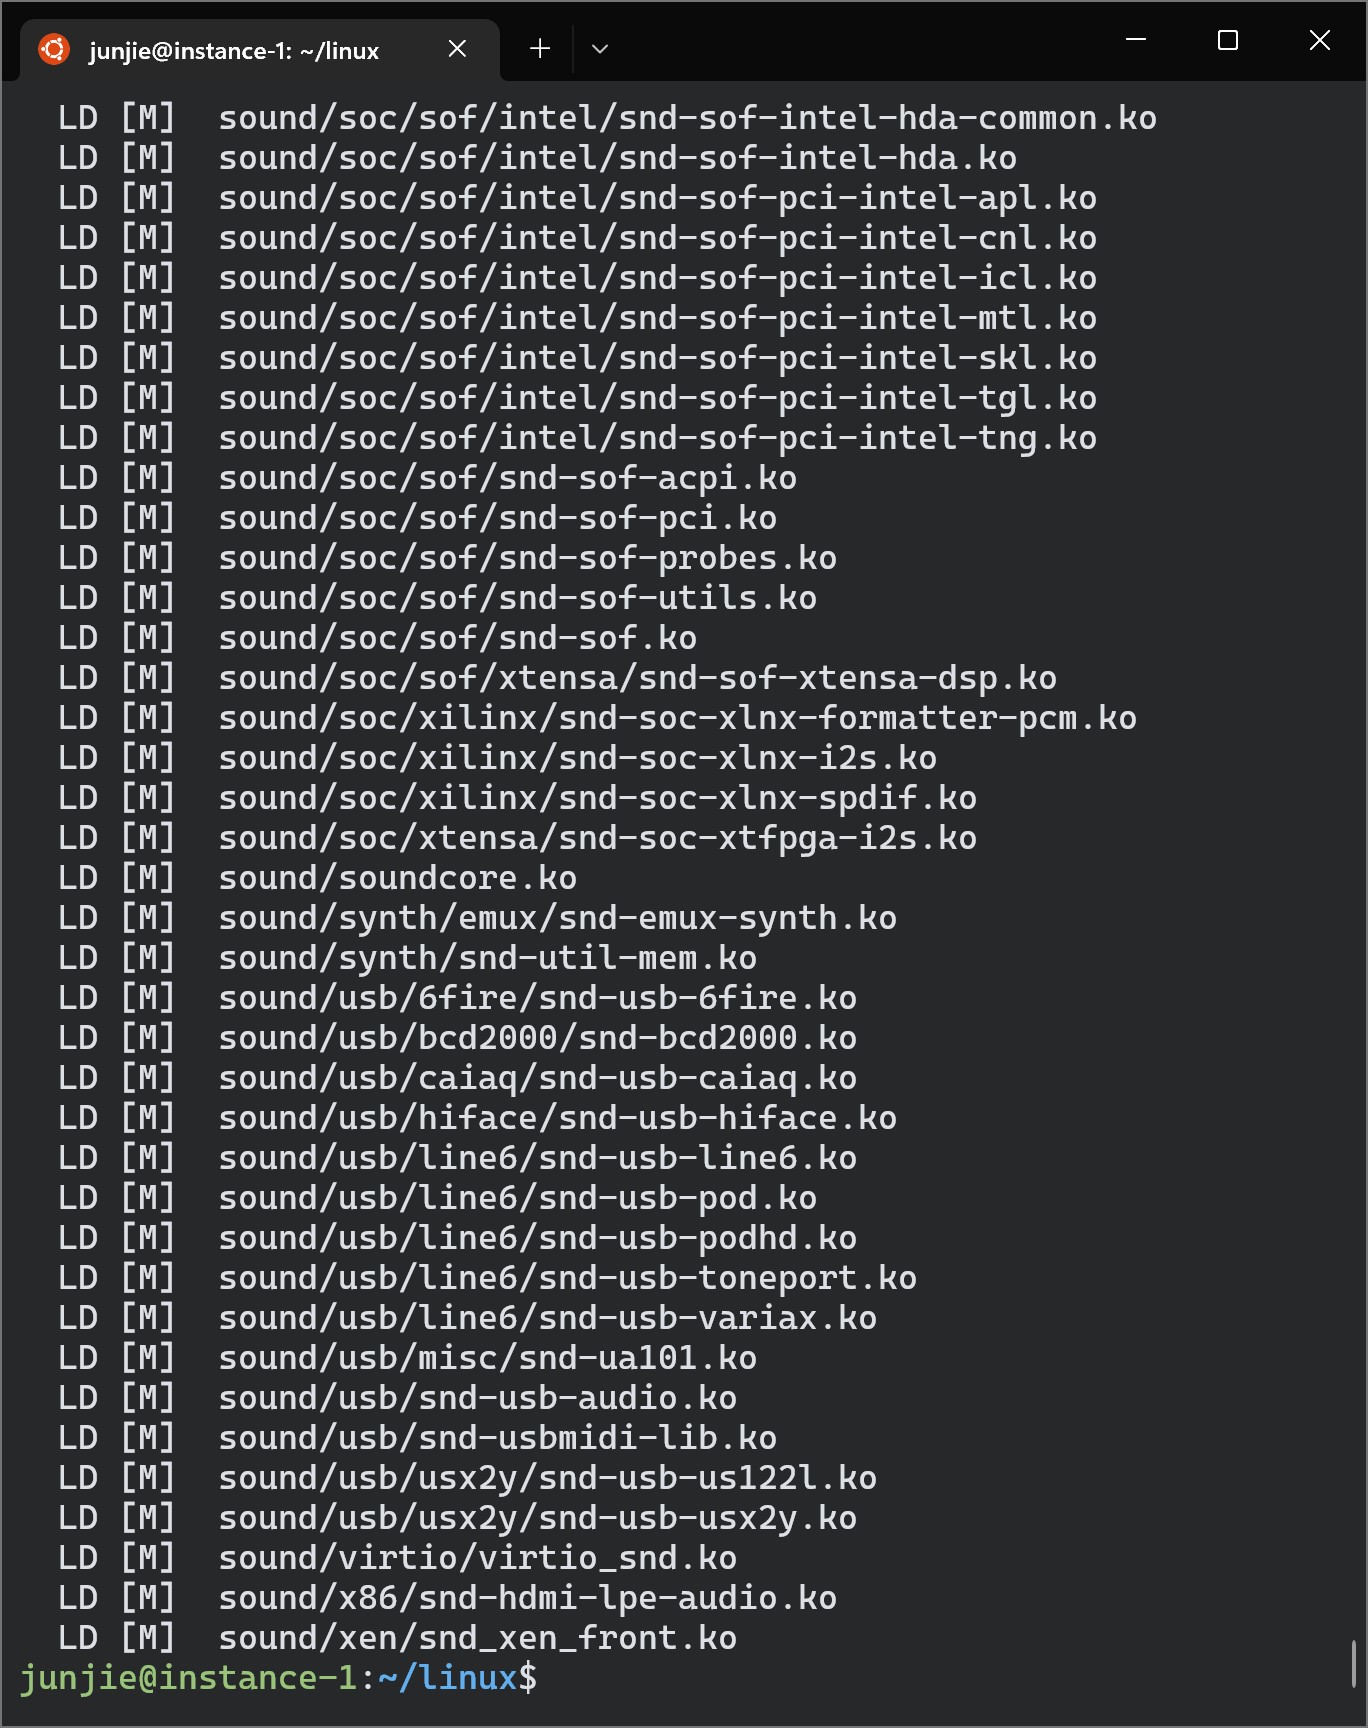 junjie@instance-1: ~/linux
LD [M]  sound/soc/sof/intel/snd-sof-intel-hda-common.ko
LD [M]  sound/soc/sof/intel/snd-sof-intel-hda.ko
LD [M]  sound/soc/sof/intel/snd-sof-pci-intel-apl.ko
LD [M]  sound/soc/sof/intel/snd-sof-pci-intel-cnl.ko
LD [M]  sound/soc/sof/intel/snd-sof-pci-intel-icl.ko
LD [M]  sound/soc/sof/intel/snd-sof-pci-intel-mtl.ko
LD [M]  sound/soc/sof/intel/snd-sof-pci-intel-skl.ko
LD [M]  sound/soc/sof/intel/snd-sof-pci-intel-tgl.ko
LD [M]  sound/soc/sof/intel/snd-sof-pci-intel-tng.ko
LD [M]  sound/soc/sof/snd-sof-acpi.ko
LD [M]  sound/soc/sof/snd-sof-pci.ko
LD [M]  sound/soc/sof/snd-sof-probes.ko
LD [M]  sound/soc/sof/snd-sof-utils.ko
LD [M]  sound/soc/sof/snd-sof.ko
LD [M]  sound/soc/sof/xtensa/snd-sof-xtensa-dsp.ko
LD [M]  sound/soc/xilinx/snd-soc-xlnx-formatter-pcm.ko
LD [M]  sound/soc/xilinx/snd-soc-xlnx-i2s.ko
LD [M]  sound/soc/xilinx/snd-soc-xlnx-spdif.ko
LD [M]  sound/soc/xtensa/snd-soc-xtfpga-i2s.ko
LD [M]  sound/soundcore.ko
LD [M]  sound/synth/emux/snd-emux-synth.ko
LD [M]  sound/synth/snd-util-mem.ko
LD [M]  sound/usb/6fire/snd-usb-6fire.ko
LD [M]  sound/usb/bcd2000/snd-bcd2000.ko
LD [M]  sound/usb/caiaq/snd-usb-caiaq.ko
LD [M]  sound/usb/hiface/snd-usb-hiface.ko
LD [M]  sound/usb/line6/snd-usb-line6.ko
LD [M]  sound/usb/line6/snd-usb-pod.ko
LD [M]  sound/usb/line6/snd-usb-podhd.ko
LD [M]  sound/usb/line6/snd-usb-toneport.ko
LD [M]  sound/usb/line6/snd-usb-variax.ko
LD [M]  sound/usb/misc/snd-ua101.ko
LD [M]  sound/usb/snd-usb-audio.ko
LD [M]  sound/usb/snd-usbmidi-lib.ko
LD [M]  sound/usb/usx2y/snd-usb-us122l.ko
LD [M]  sound/usb/usx2y/snd-usb-usx2y.ko
LD [M]  sound/virtio/virtio_snd.ko
LD [M]  sound/x86/snd-hdmi-lpe-audio.ko
LD [M]  sound/xen/snd_xen_front.ko
junjie@instance-1:~/linux$